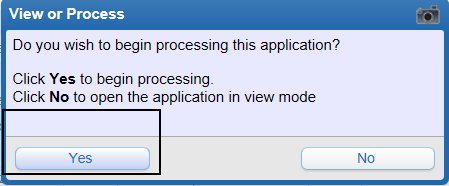 View or Process
Do you wish to begin processing this application?
Click Yes to begin processing.
Click No to open the application in view mode
Yes
No